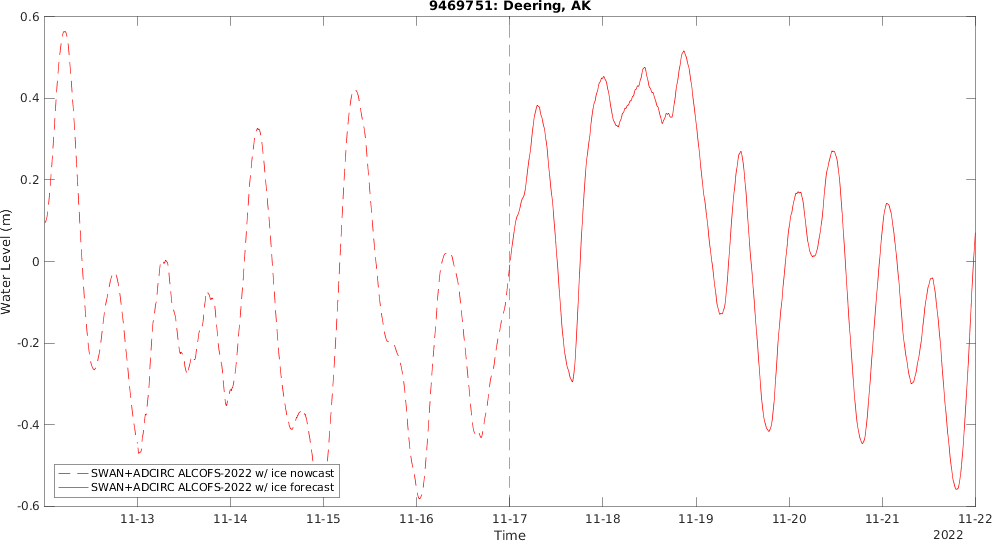 9469751: Deering, AK
0.6
0.4
0.2
0
-0.2
-0.4
-0.6
Water Level (m)
SWAN+ADCIRC ALCOFS-2022 w/ ice nowcast
SWAN+ADCIRC ALCOFS-2022 w/ ice forecast
11-13 11-14 11-15 11-16 11-17 11-18 11-19 11-20 11-21 11-22
Time
2022